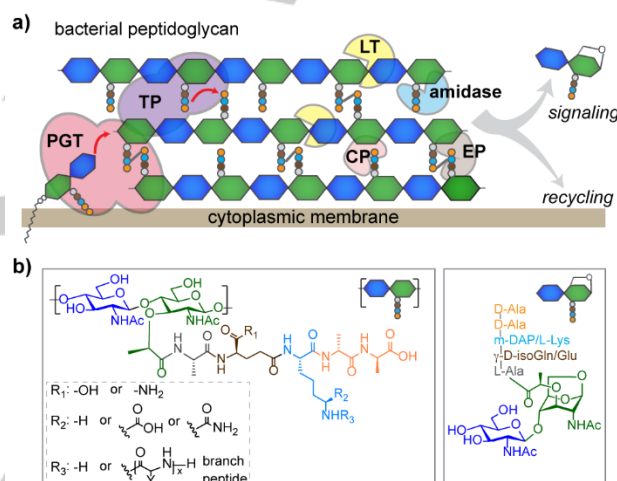 a)
bacterial peptidoglycan
LT
TP
amidase
signaling
PGT
CP
EP
recycling
cytoplasmic membrane
b)
HO OH O
O HO O O O
NHAc NHAc
R₁
O
O H N O N H O H N O N H O OH
R₂
NHR₃
R₁: -OH or -NH₂
R₂: -H or O OH or O NH₂
R₃: -H or O H N H Y x branch
peptide
D-Ala
D-Ala
m-DAP/L-Lys
γ-D-isoGln/Glu
L-Ala
O O O
O
NHAc
HO OH
HO O O
NHAc